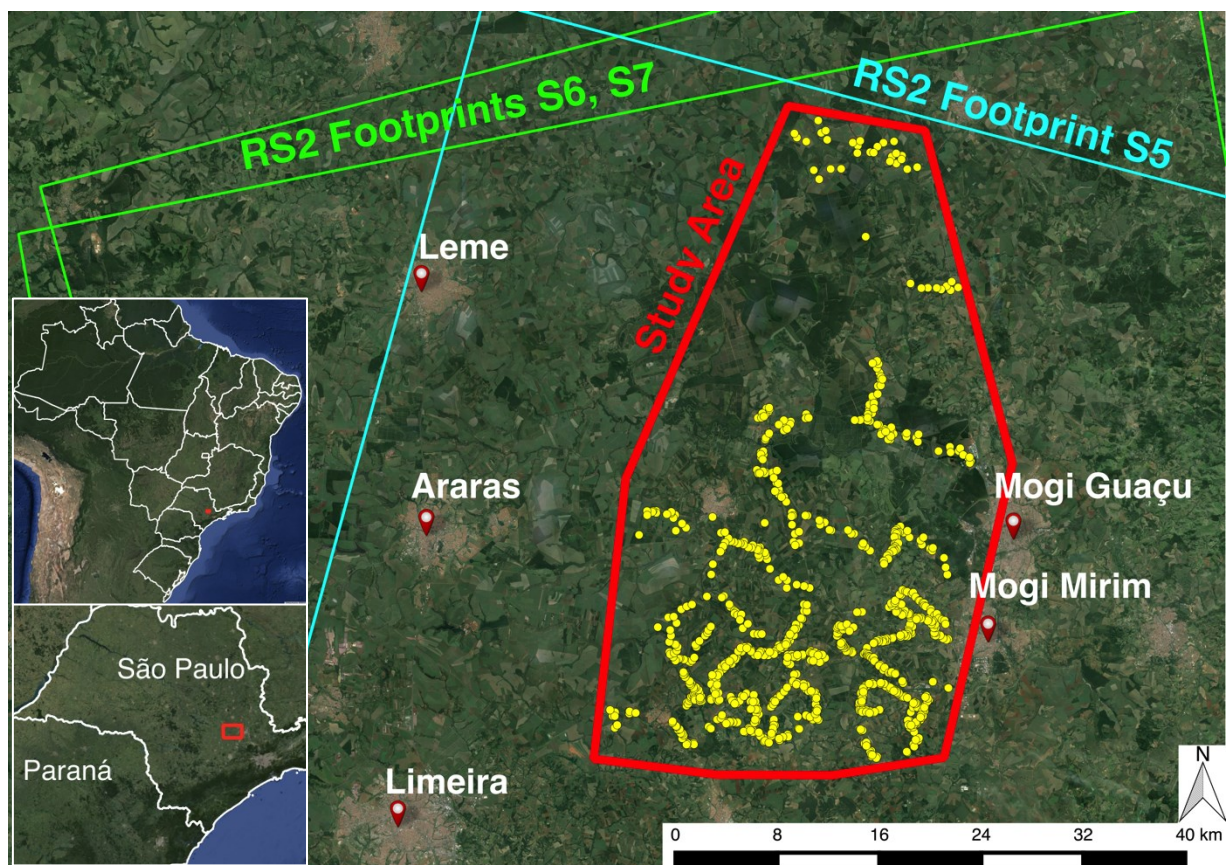 RS2 Footprints S6, S7
RS2 Footprint S5
Study Area
Leme
Araras
Mogi Guaçu
Mogi Mirim
São Paulo
Paraná
Limeira
N
0 8 16 24 32 40 km